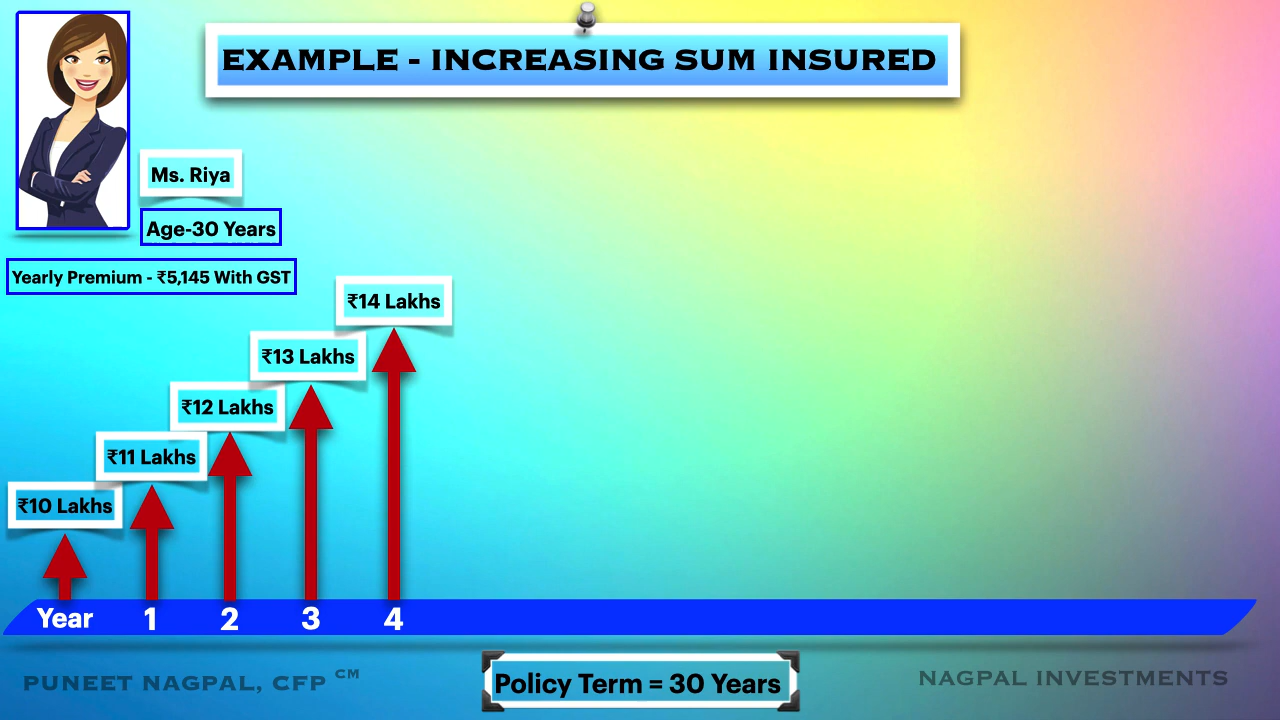 EXAMPLE - INCREASING SUM INSURED
Ms. Riya
Age-30 Years
Yearly Premium - ₹5,145 With GST
₹14 Lakhs
₹13 Lakhs
₹12 Lakhs
₹11 Lakhs
₹10 Lakhs
Year 1 2 3 4
PUNEET NAGPAL, CFP CM
Policy Term = 30 Years
NAGPAL INVESTMENTS